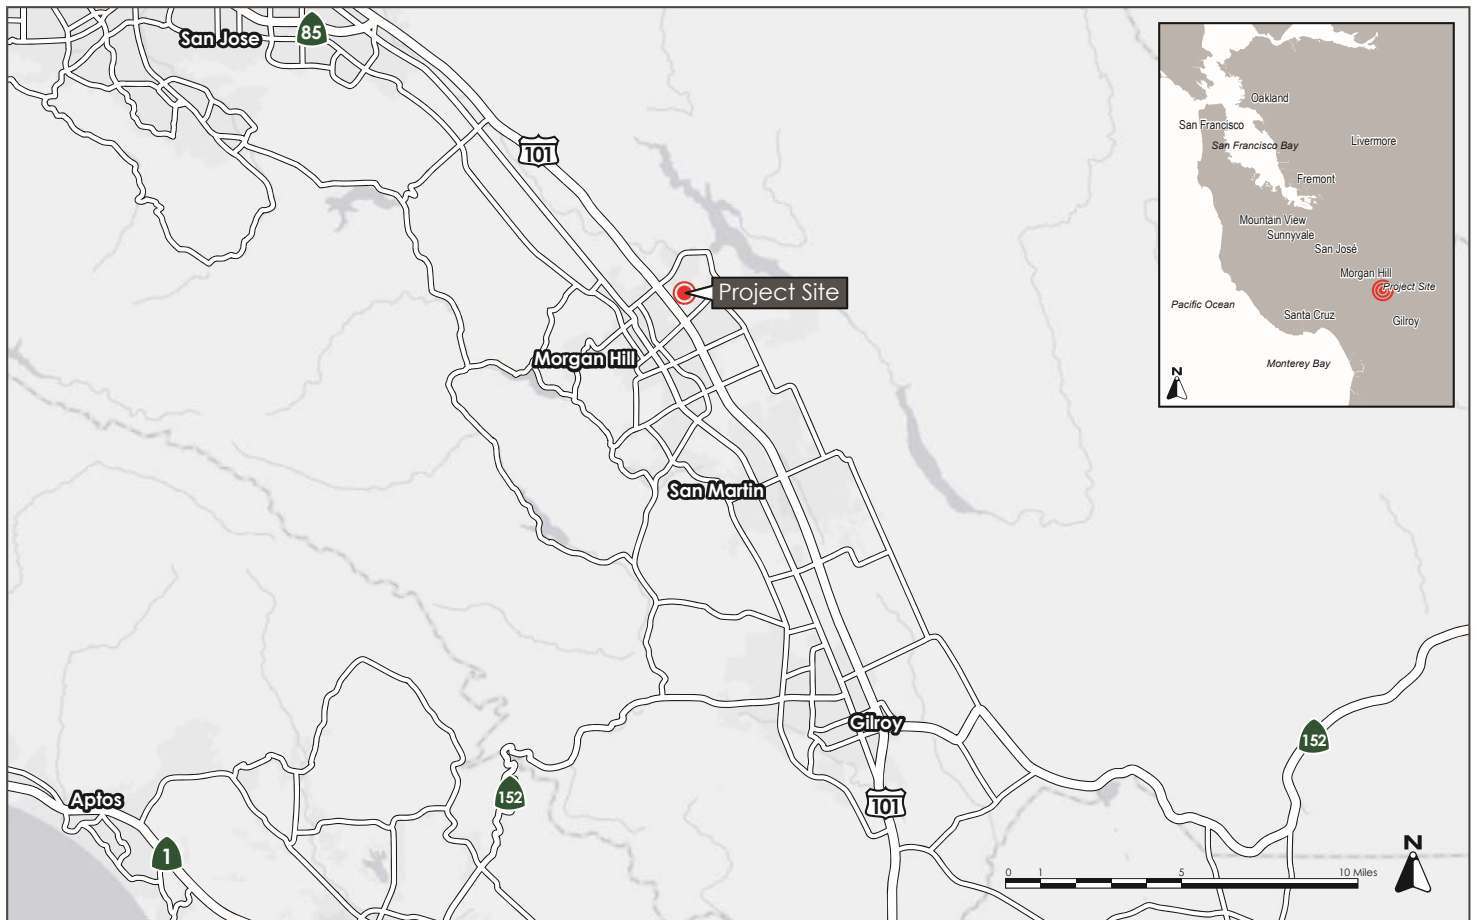 San Jose
85
101
Project Site
Morgan Hill
San Martin
Gilroy
152
Aptos
152
101
1
0 1 5 10 Miles
N
Oakland
San Francisco
Livermore
San Francisco Bay
Fremont
Mountain View
Sunnyvale
San José
Morgan Hill
Project Site
Pacific Ocean
Santa Cruz
Gilroy
Monterey Bay
N